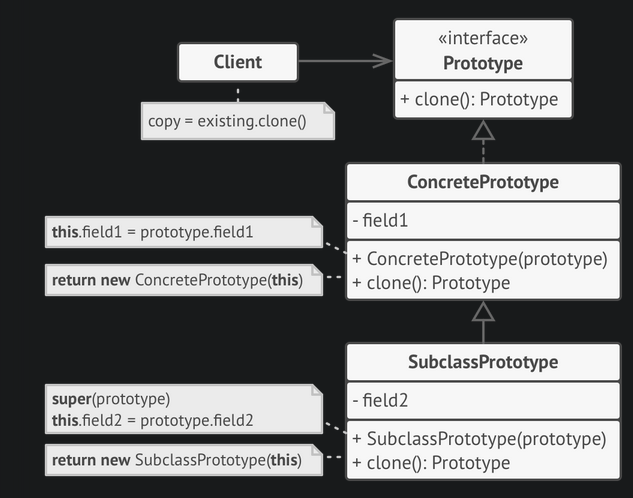 Client
«interface»
Prototype
+ clone(): Prototype
copy = existing.clone()
ConcretePrototype
- field1
this.field1 = prototype.field1
+ ConcretePrototype(prototype)
return new ConcretePrototype(this)
+ clone(): Prototype
SubclassPrototype
- field2
super(prototype)
this.field2 = prototype.field2
+ SubclassPrototype(prototype)
return new SubclassPrototype(this)
+ clone(): Prototype